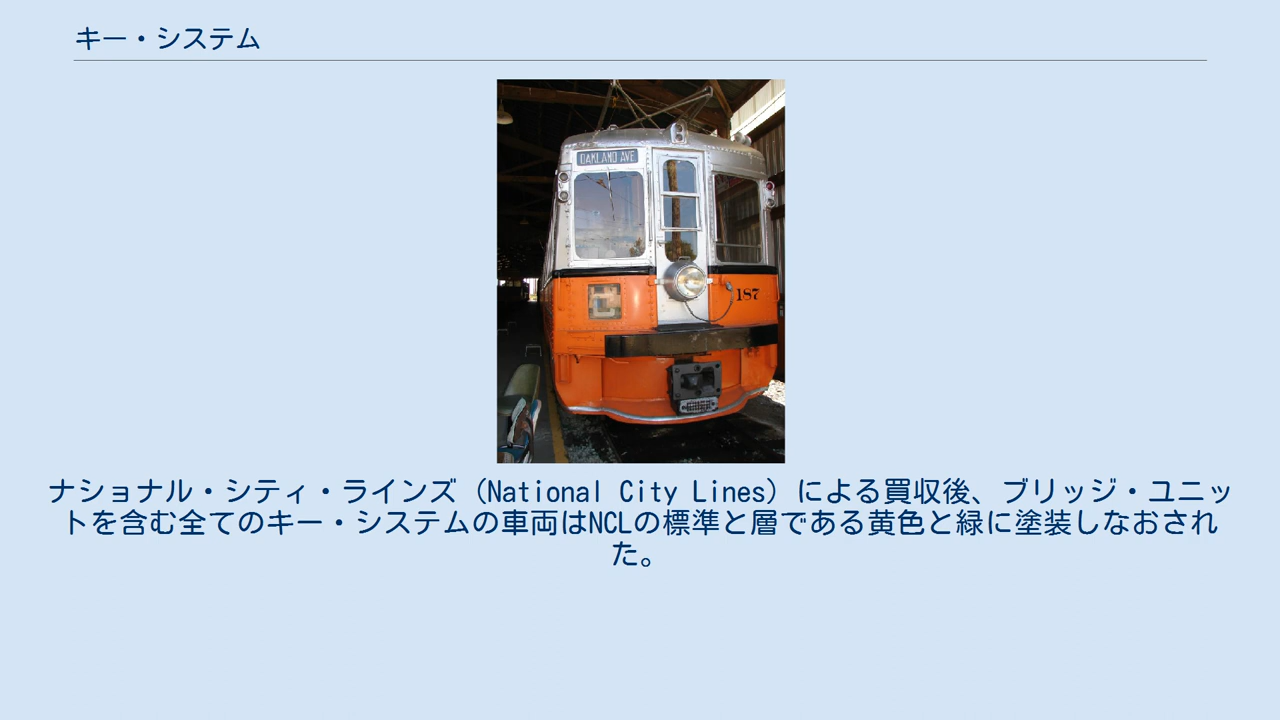 キー・システム
OAKLAND AVE.
187
ナショナル・シティ・ラインズ（National City Lines）による買収後、ブリッジ・ユニッ
トを含む全てのキー・システムの車両はNCLの標準と層である黄色と緑に塗装しなおされ
た。